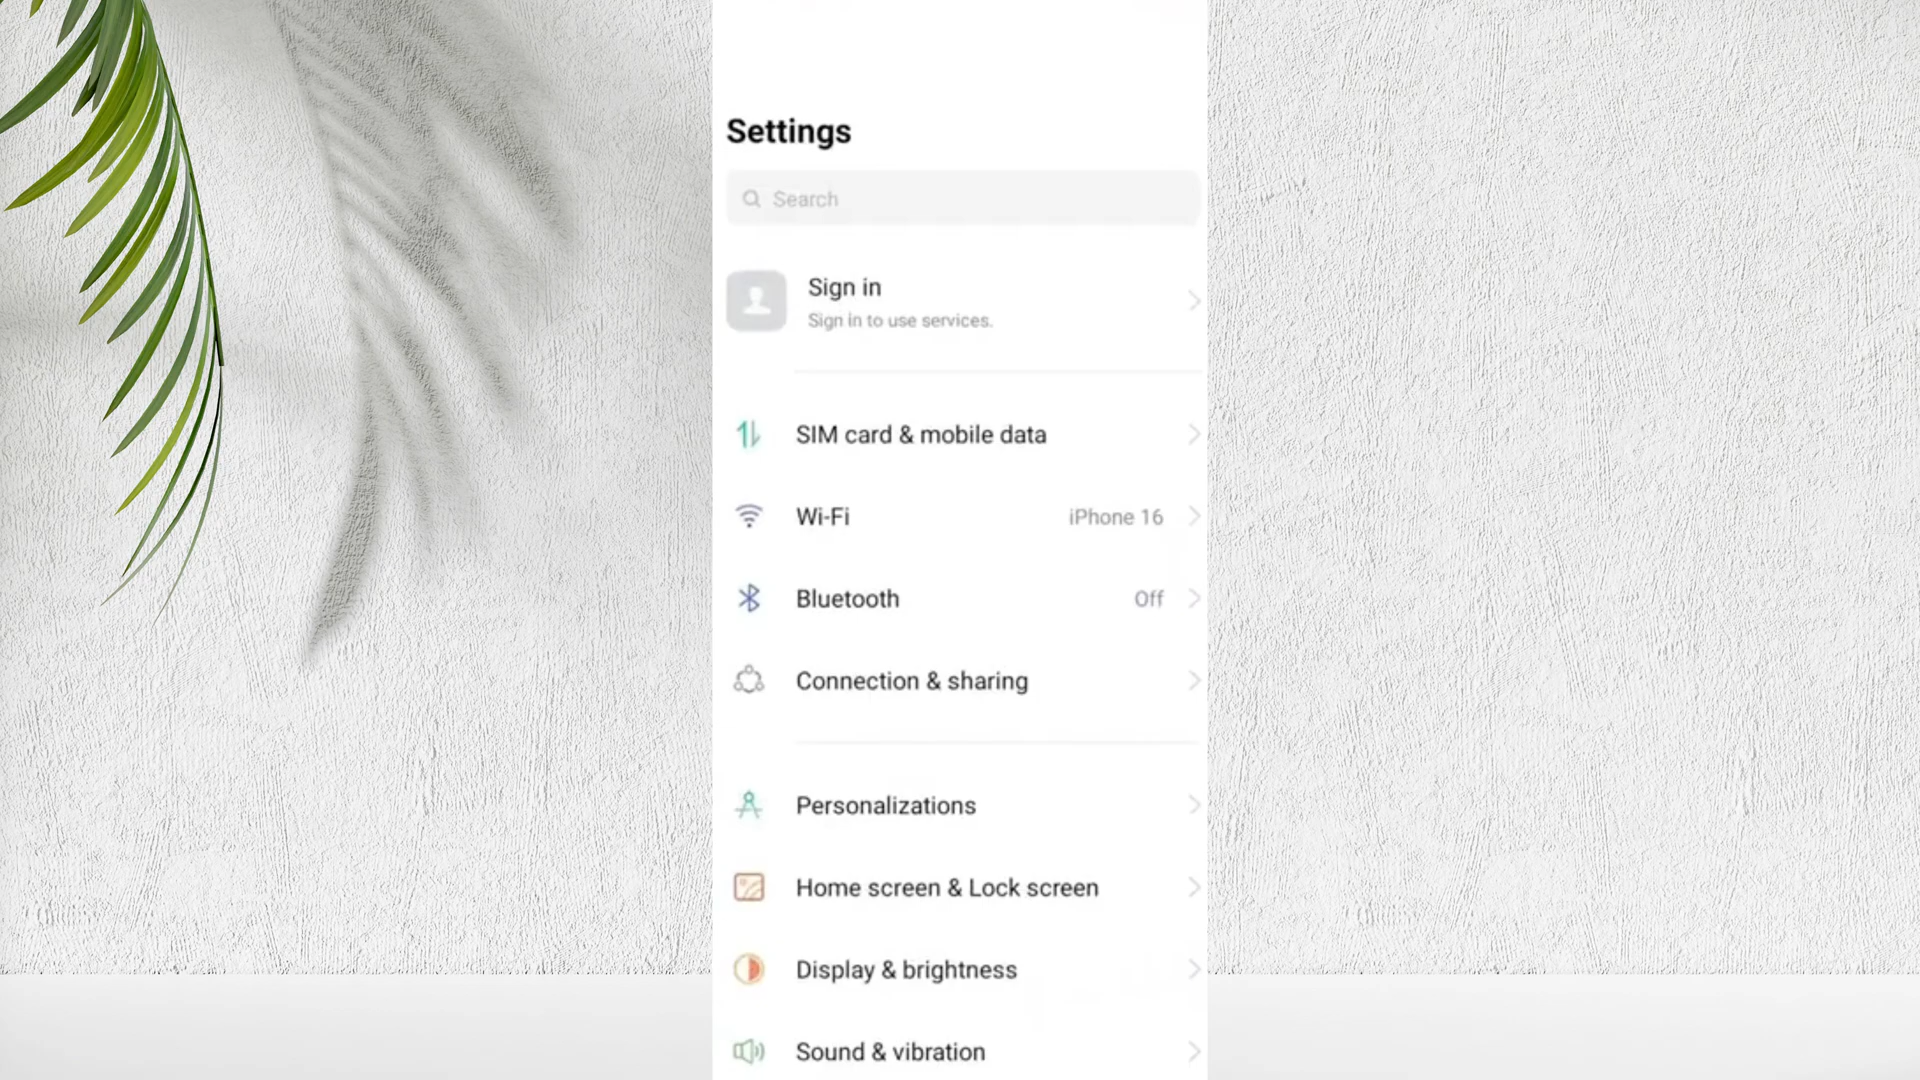 Settings
Search
Sign in
Sign in to use services.
SIM card & mobile data
Wi-Fi iPhone 16
Bluetooth Off
Connection & sharing
Personalizations
Home screen & Lock screen
Display & brightness
Sound & vibration